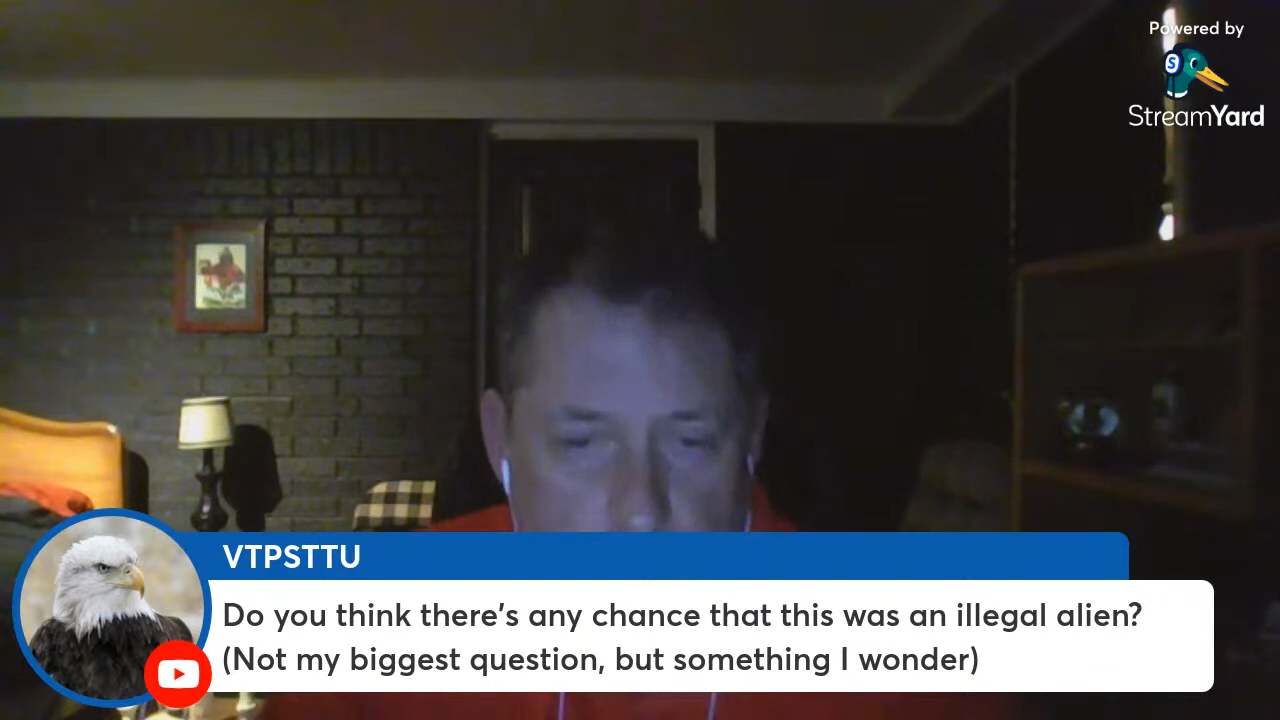 Powered by
S
StreamYard
VTPSTTU
Do you think there's any chance that this was an illegal alien?
(Not my biggest question, but something I wonder)